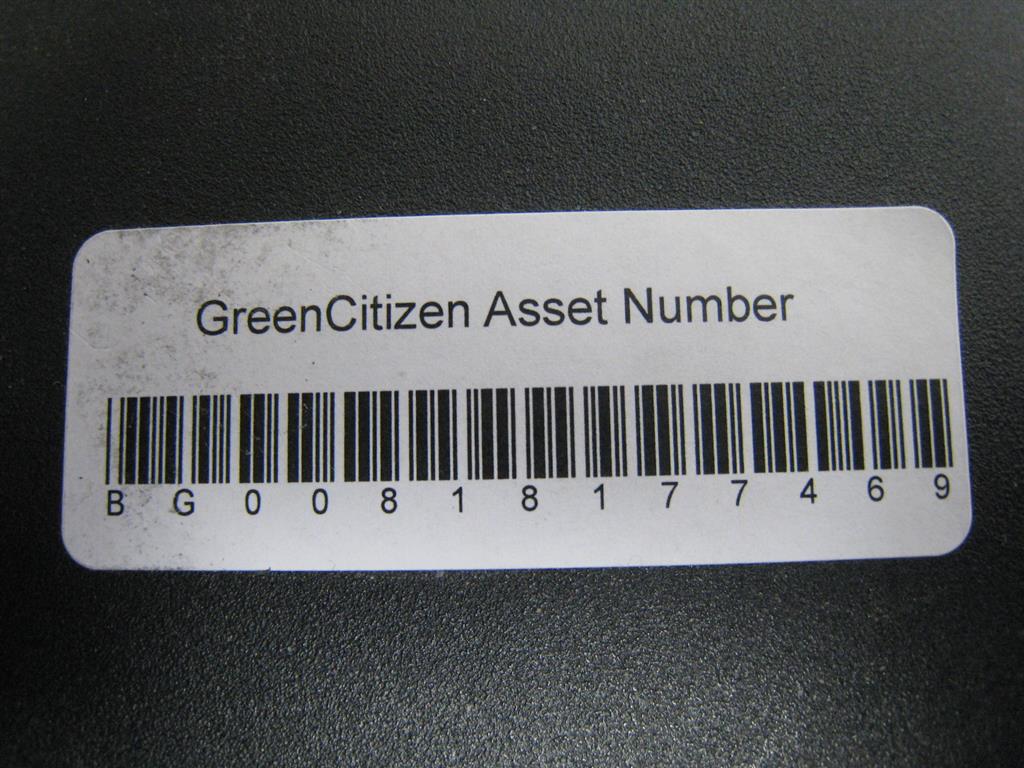 GreenCitizen Asset Number
B G 0 0 8 1 8 1 7 7 4 6 9